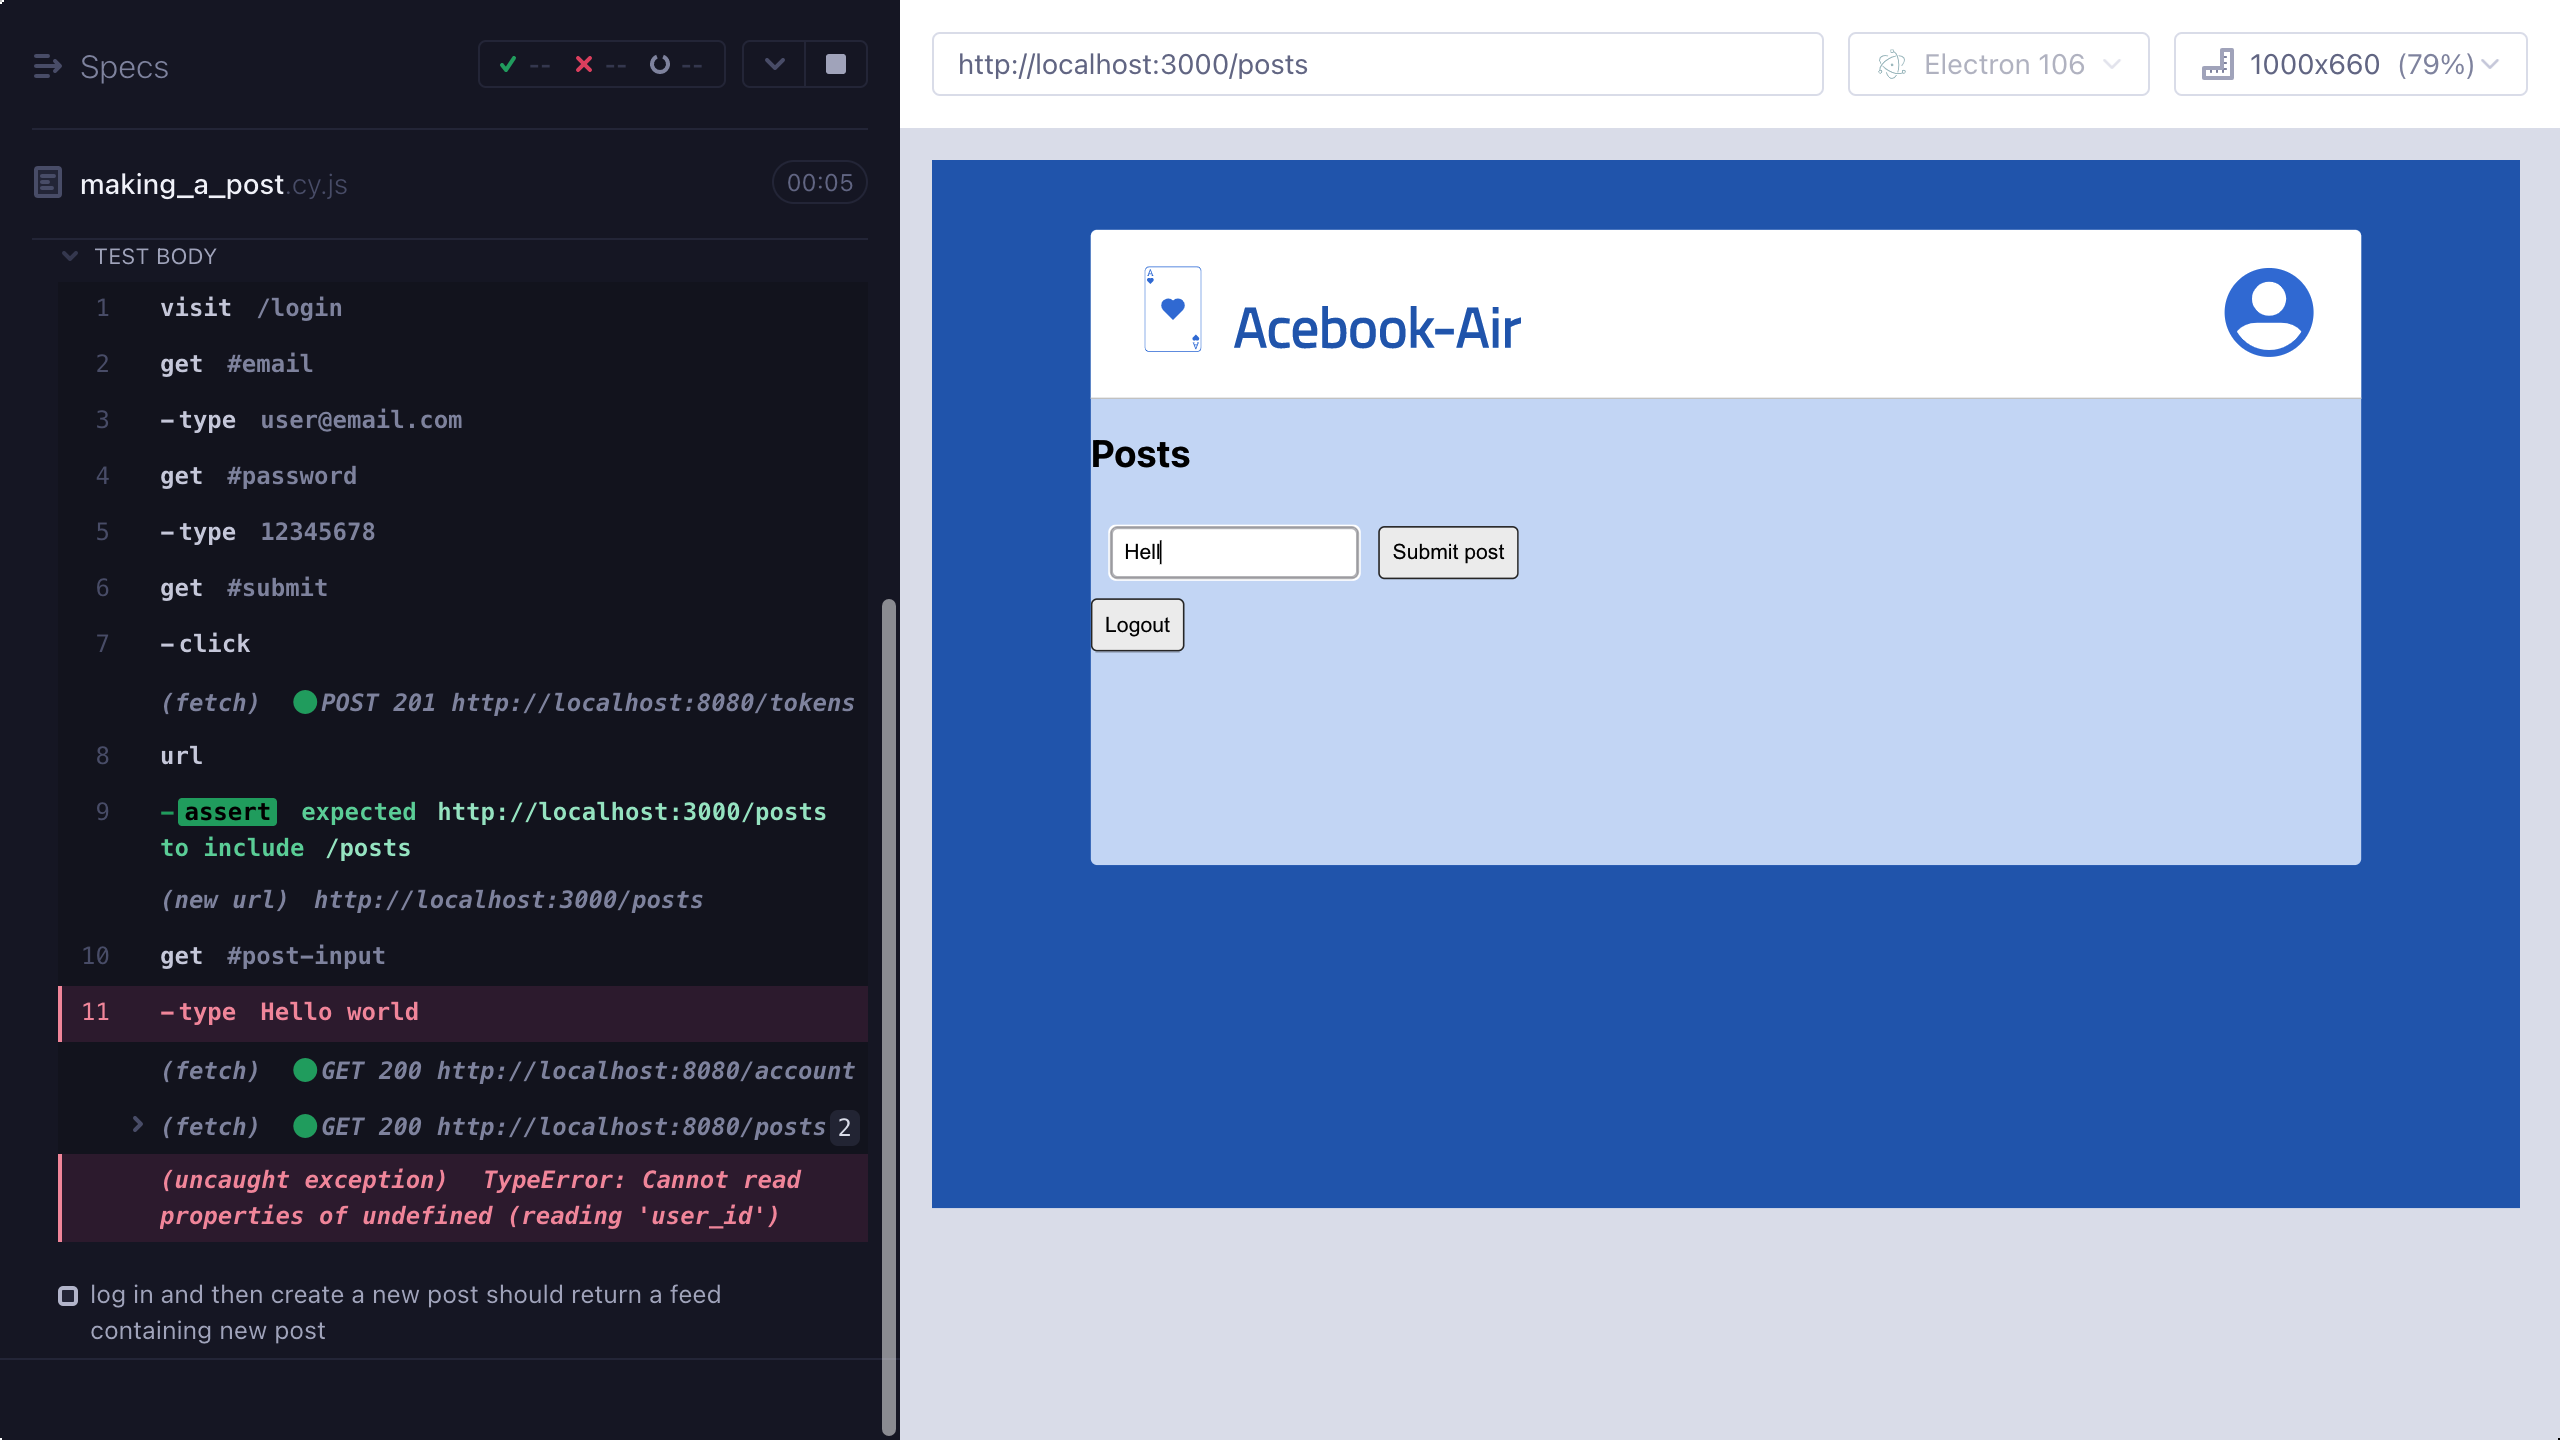 Specs
-- -- --
making_a_post.cy.js
00:05
TEST BODY
1 visit /login
2 get #email
3 -type user@email.com
4 get #password
5 -type 12345678
6 get #submit
7 -click
(fetch) POST 201 http://localhost:8080/tokens
8 url
9 -assert expected http://localhost:3000/posts
to include /posts
(new url) http://localhost:3000/posts
10 get #post-input
11 -type Hello world
(fetch) GET 200 http://localhost:8080/account
(fetch) GET 200 http://localhost:8080/posts 2
(uncaught exception) TypeError: Cannot read
properties of undefined (reading 'user_id')
log in and then create a new post should return a feed
containing new post
http://localhost:3000/posts
Electron 106
1000x660 (79%)
A
A
Acebook-Air
Posts
Hell
Submit post
Logout